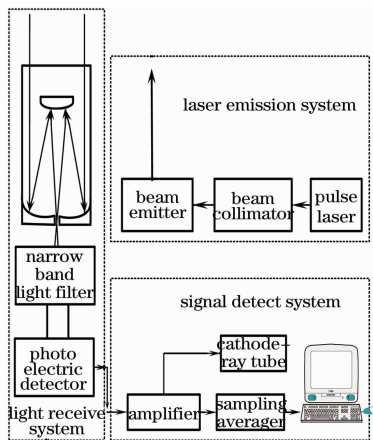 laser emission system
beam
emitter
beam
collimator
pulse
laser
narrow
band
light filter
photo
electric
detector
light receive
system
signal detect system
cathode-
ray tube
amplifier
sampling
averager